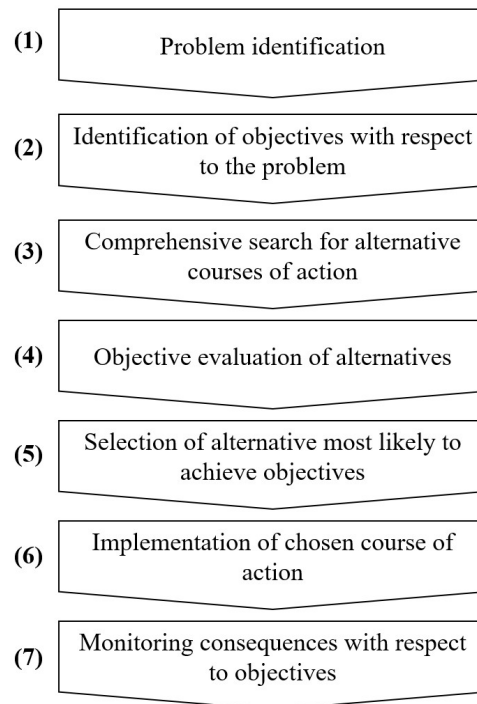 (1) Problem identification
(2) Identification of objectives with respect
to the problem
(3) Comprehensive search for alternative
courses of action
(4) Objective evaluation of alternatives
(5) Selection of alternative most likely to
achieve objectives
(6) Implementation of chosen course of
action
(7) Monitoring consequences with respect
to objectives